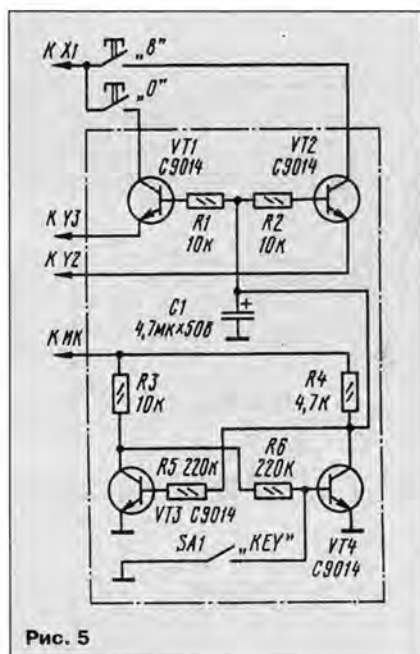 К X1
„8"
„0"
VT1
C9014
VT2
C9014
К Y3
R1
10к
R2
10к
К Y2
C1
4,7мк×50В
+
К МК
R3
10к
R4
4,7к
R5 220к
R6
220к
VT3 C9014
SA1
„KEY"
VT4
C9014
Рис. 5